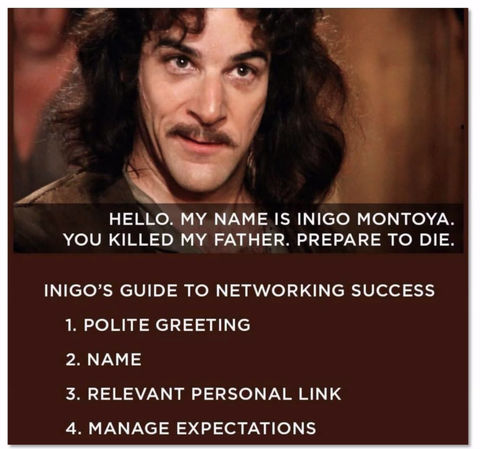 HELLO. MY NAME IS INIGO MONTOYA.
YOU KILLED MY FATHER. PREPARE TO DIE.
INIGO'S GUIDE TO NETWORKING SUCCESS
1. POLITE GREETING
2. NAME
3. RELEVANT PERSONAL LINK
4. MANAGE EXPECTATIONS